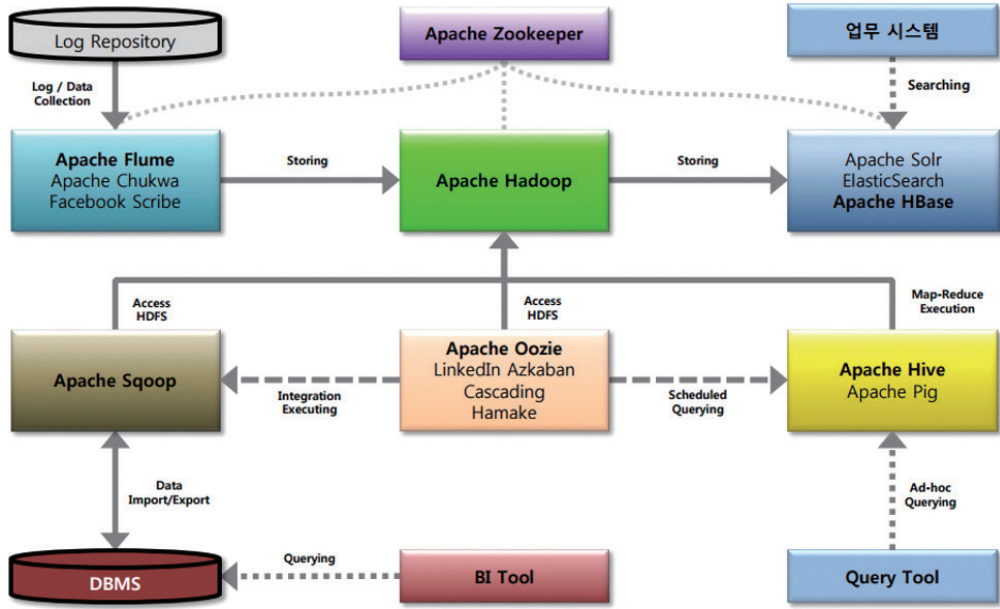 Log Repository
Apache Zookeeper
업무 시스템
Log / Data
Collection
Searching
Apache Flume
Apache Chukwa
Facebook Scribe
Storing
Apache Hadoop
Storing
Apache Solr
ElasticSearch
Apache HBase
Access
HDFS
Access
HDFS
Map-Reduce
Execution
Apache Sqoop
Integration
Executing
Apache Oozie
LinkedIn Azkaban
Cascading
Hamake
Scheduled
Querying
Apache Hive
Apache Pig
Data
Import/Export
Ad-hoc
Querying
DBMS
Querying
BI Tool
Query Tool